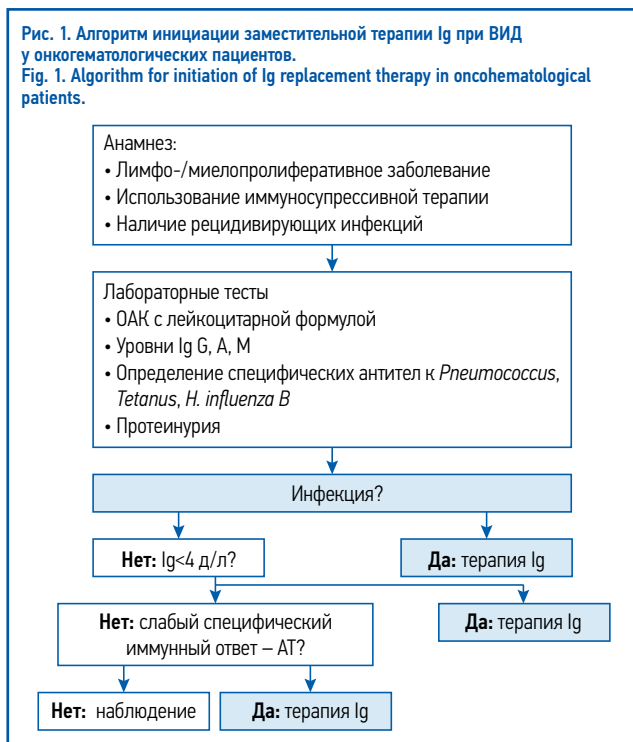 Рис. 1. Алгоритм инициации заместительной терапии Ig при ВИД
у онкогематологических пациентов.
Fig. 1. Algorithm for initiation of Ig replacement therapy in oncohematological
patients.
Анамнез:
• Лимфо-/миелопролиферативное заболевание
• Использование иммуносупрессивной терапии
• Наличие рецидивирующих инфекций
Лабораторные тесты
• ОАК с лейкоцитарной формулой
• Уровни Ig G, A, M
• Определение специфических антител к Pneumococcus,
Tetanus, H. influenza B
• Протеинурия
Инфекция?
Нет: Ig<4 д/л?
Да: терапия Ig
Нет: слабый специфический
иммунный ответ – АТ?
Да: терапия Ig
Нет: наблюдение
Да: терапия Ig